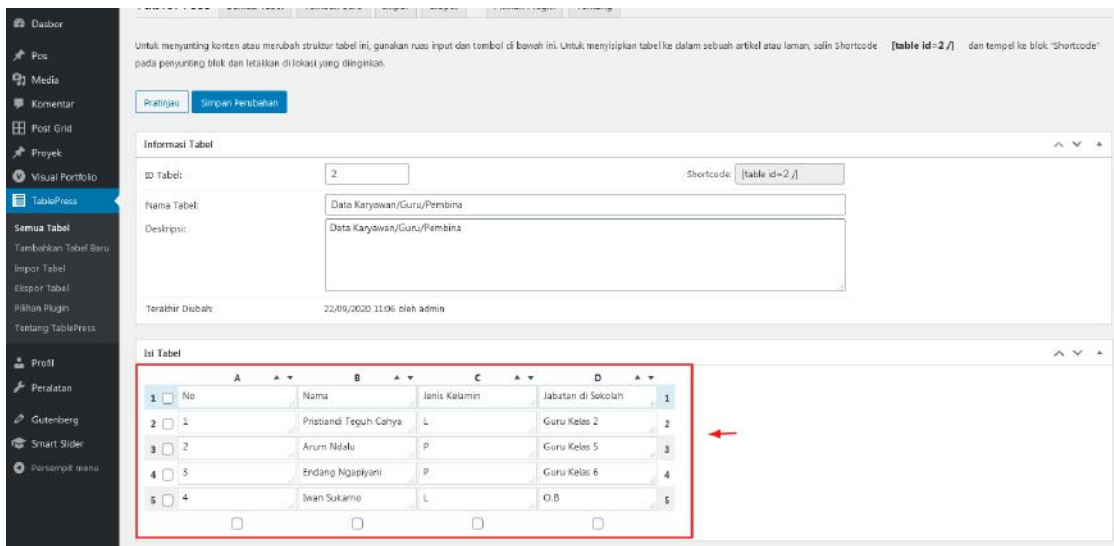 Dasbor
Pos
Media
Komentar
Post Grid
Proyek
Visual Portfolio
TablePress
Semua Tabel
Tambahkan Tabel Baru
Impor Tabel
Ekspor Tabel
Pilihan Plugin
Tentang TablePress
Profil
Peralatan
Gutenberg
Smart Slider
Persempit menu
Untuk menyunting konten atau merubah struktur tabel ini, gunakan ruas input dan tombol di bawah ini. Untuk menyisipkan tabel ke dalam sebuah artikel atau laman, salin Shortcode [table id=2 /] dan tempel ke blok "Shortcode"
pada penyunting blok dan letakkan di lokasi yang diinginkan.
Pratinjau Simpan Perubahan
Informasi Tabel
ID Tabel: 2 Shortcode: [table id=2 /]
Nama Tabel: Data Karyawan/Guru/Pembina
Deskripsi: Data Karyawan/Guru/Pembina
Terakhir Diubah: 22/09/2020 11:06 oleh admin
Isi Tabel
A B C D
1 No Nama Jenis Kelamin Jabatan di Sekolah 1
2 1 Pristiandi Teguh Cahya L Guru Kelas 2 2
3 2 Arum Ndalu P Guru Kelas 5 3
4 3 Endang Ngapiyani P Guru Kelas 6 4
5 4 Iwan Sukarno L O.B 5